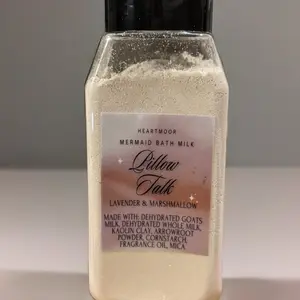 HEARTMOOR
MERMAID BATH MILK
Pillow
Talk
LAVENDER & MARSHMALLOW
MADE WITH: DEHYDRATED GOATS
MILK, DEHYDRATED WHOLE MILK,
KAOLIN CLAY, ARROWROOT
POWDER, CORNSTARCH,
FRAGRANCE OIL, MICA